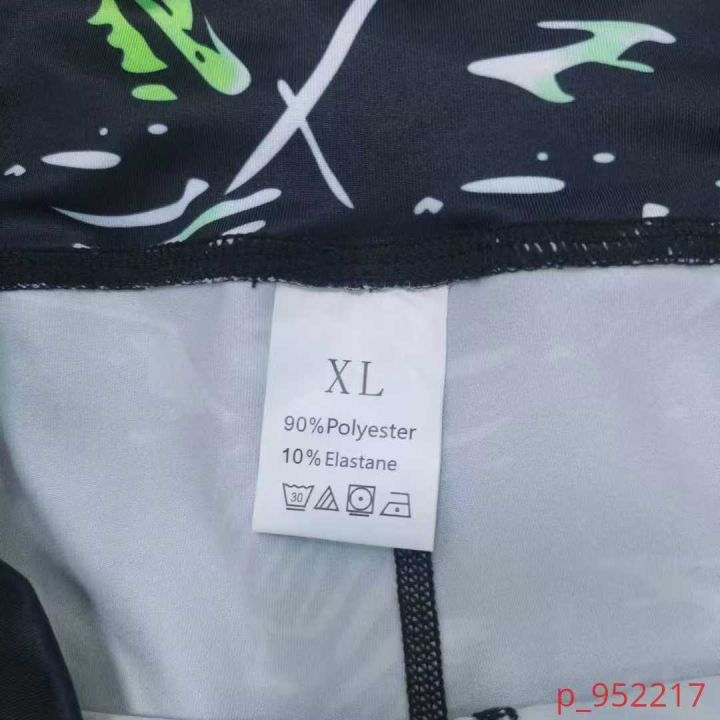 XL
90%Polyester
10%Elastane
30
p_952217